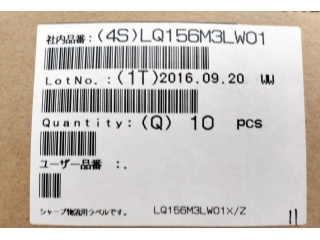 社内品番:(4S)LQ156M3LW01
LotNo.:(1T)2016.09.20 WW
Quantity:(Q) 10 pcs
ユーザー品番 :.
シャープ物流用ラベルです。 LQ156M3LW01X/Z